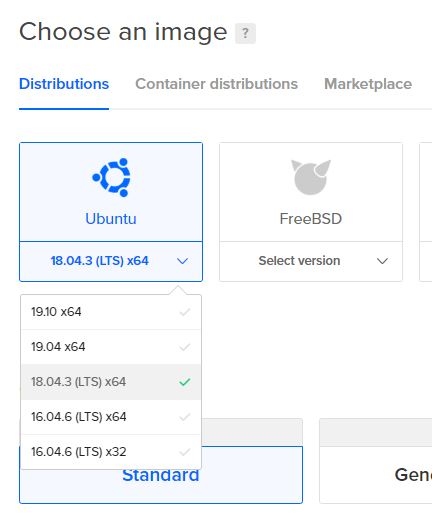 Choose an image ?
Distributions Container distributions Marketplace
Ubuntu FreeBSD
18.04.3 (LTS) x64 Select version
19.10 x64
19.04 x64
18.04.3 (LTS) x64
16.04.6 (LTS) x64
16.04.6 (LTS) x32
Standard Gen